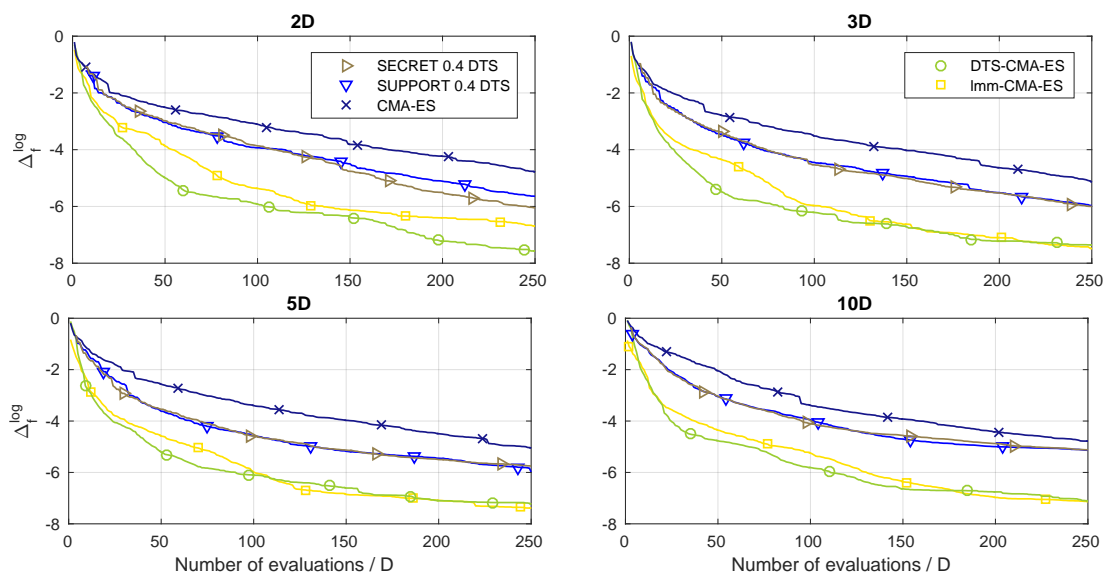 2D
0
-2
-4
-6
-8
0 50 100 150 200 250
Δf log
SECRET 0.4 DTS
SUPPORT 0.4 DTS
CMA-ES
3D
0
-2
-4
-6
-8
0 50 100 150 200 250
DTS-CMA-ES
lmm-CMA-ES
5D
0
-2
-4
-6
-8
0 50 100 150 200 250
Δf log
Number of evaluations / D
10D
0
-2
-4
-6
-8
0 50 100 150 200 250
Number of evaluations / D